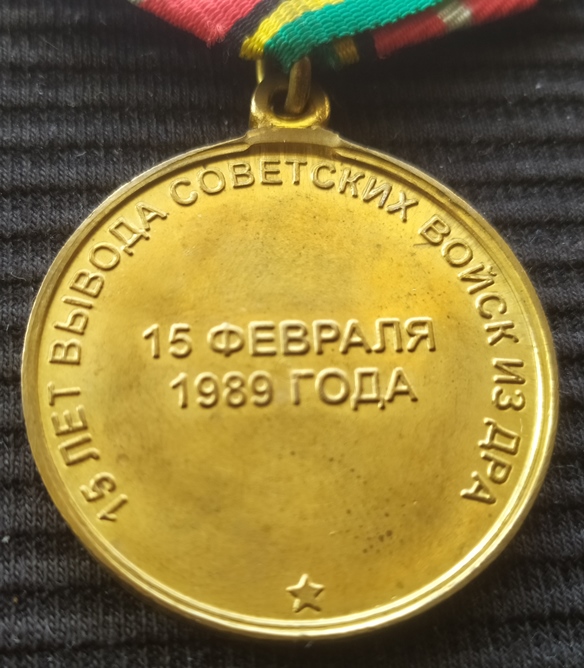 15 ЛЕТ ВЫВОДА СОВЕТСКИХ ВОЙСК ИЗ ДРА
15 ФЕВРАЛЯ
1989 ГОДА